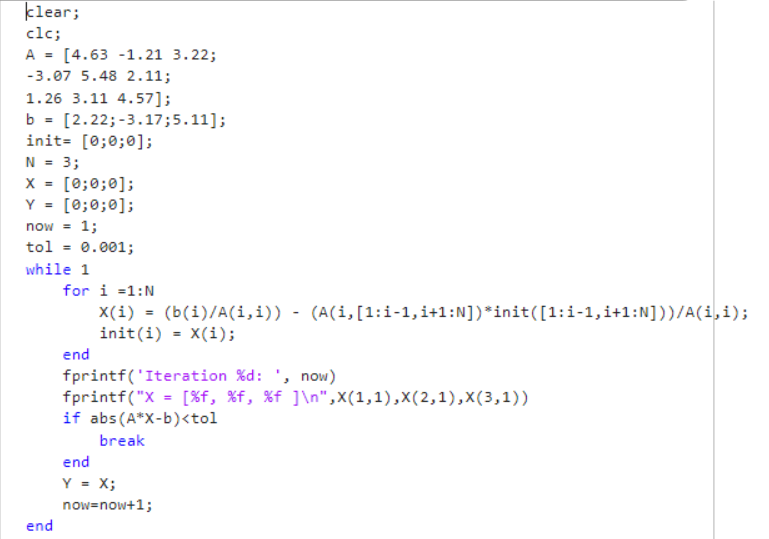 clear;
clc;
A = [4.63 -1.21 3.22;
-3.07 5.48 2.11;
1.26 3.11 4.57];
b = [2.22;-3.17;5.11];
init= [0;0;0];
N = 3;
X = [0;0;0];
Y = [0;0;0];
now = 1;
tol = 0.001;
while 1
    for i =1:N
        X(i) = (b(i)/A(i,i)) - (A(i,[1:i-1,i+1:N])*init([1:i-1,i+1:N]))/A(i,i);
        init(i) = X(i);
    end
    fprintf('Iteration %d: ', now)
    fprintf("X = [%f, %f, %f ]\n",X(1,1),X(2,1),X(3,1))
    if abs(A*X-b)<tol
        break
    end
    Y = X;
    now=now+1;
end